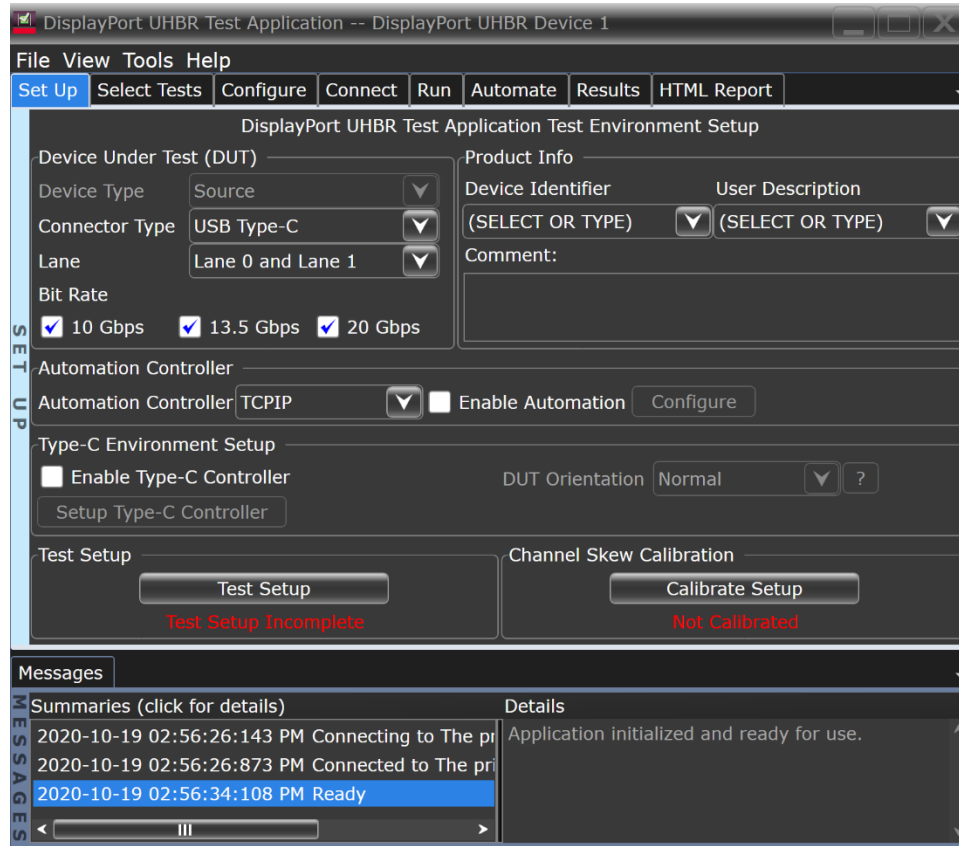 DisplayPort UHBR Test Application -- DisplayPort UHBR Device 1
File View Tools Help
Set Up Select Tests Configure Connect Run Automate Results HTML Report
SET UP
DisplayPort UHBR Test Application Test Environment Setup
Device Under Test (DUT)
Device Type Source
Connector Type USB Type-C
Lane Lane 0 and Lane 1
Bit Rate
10 Gbps 13.5 Gbps 20 Gbps
Product Info
Device Identifier User Description
(SELECT OR TYPE) (SELECT OR TYPE)
Comment:
Automation Controller
Automation Controller TCPIP Enable Automation Configure
Type-C Environment Setup
Enable Type-C Controller DUT Orientation Normal ?
Setup Type-C Controller
Test Setup
Test Setup
Test Setup Incomplete
Channel Skew Calibration
Calibrate Setup
Not Calibrated
Messages
MESSAGES
Summaries (click for details)
2020-10-19 02:56:26:143 PM Connecting to The pr
2020-10-19 02:56:26:873 PM Connected to The pri
2020-10-19 02:56:34:108 PM Ready
Details
Application initialized and ready for use.